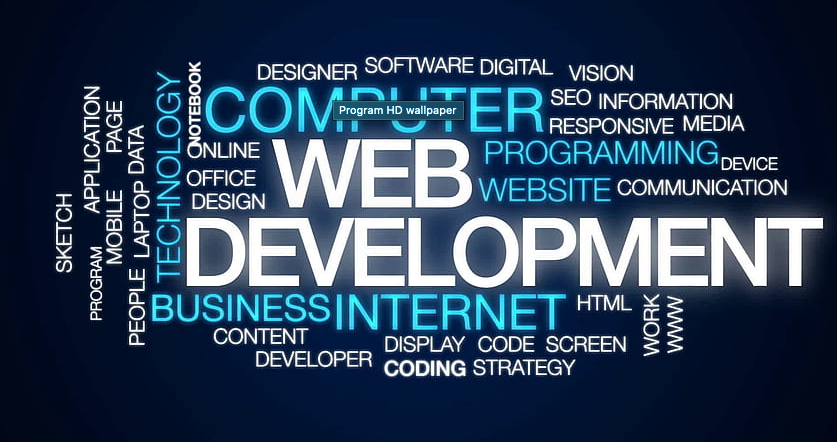 DESIGNER SOFTWARE DIGITAL VISION
COMPUTER SEO INFORMATION
Program HD wallpaper
RESPONSIVE MEDIA
NOTEBOOK
TECHNOLOGY
APPLICATION
PAGE
DATA
ONLINE
WEB
PROGRAMMING DEVICE
OFFICE
WEBSITE COMMUNICATION
DESIGN
SKETCH
MOBILE
LAPTOP
DEVELOPMENT
PROGRAM
PEOPLE
BUSINESS INTERNET HTML
WORK
WWW
CONTENT
DISPLAY CODE SCREEN
DEVELOPER
CODING STRATEGY